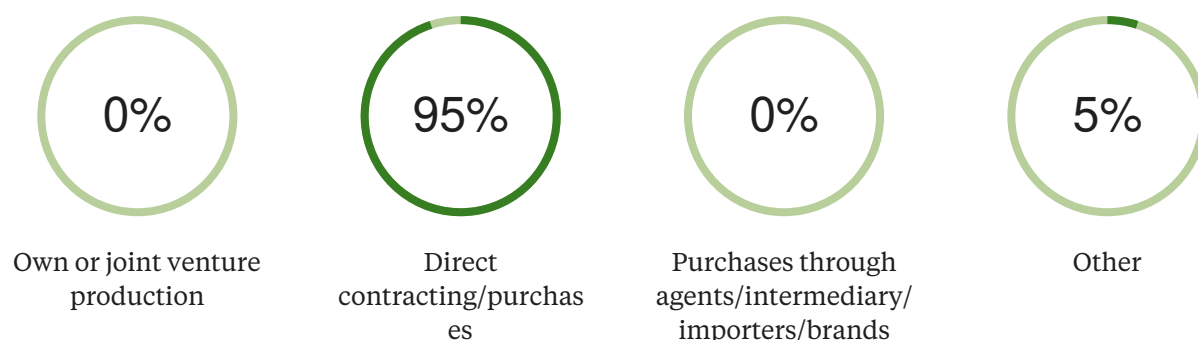 0%
95%
0%
5%
Own or joint venture
production
Direct
contracting/purchas
es
Purchases through
agents/intermediary/
importers/brands
Other